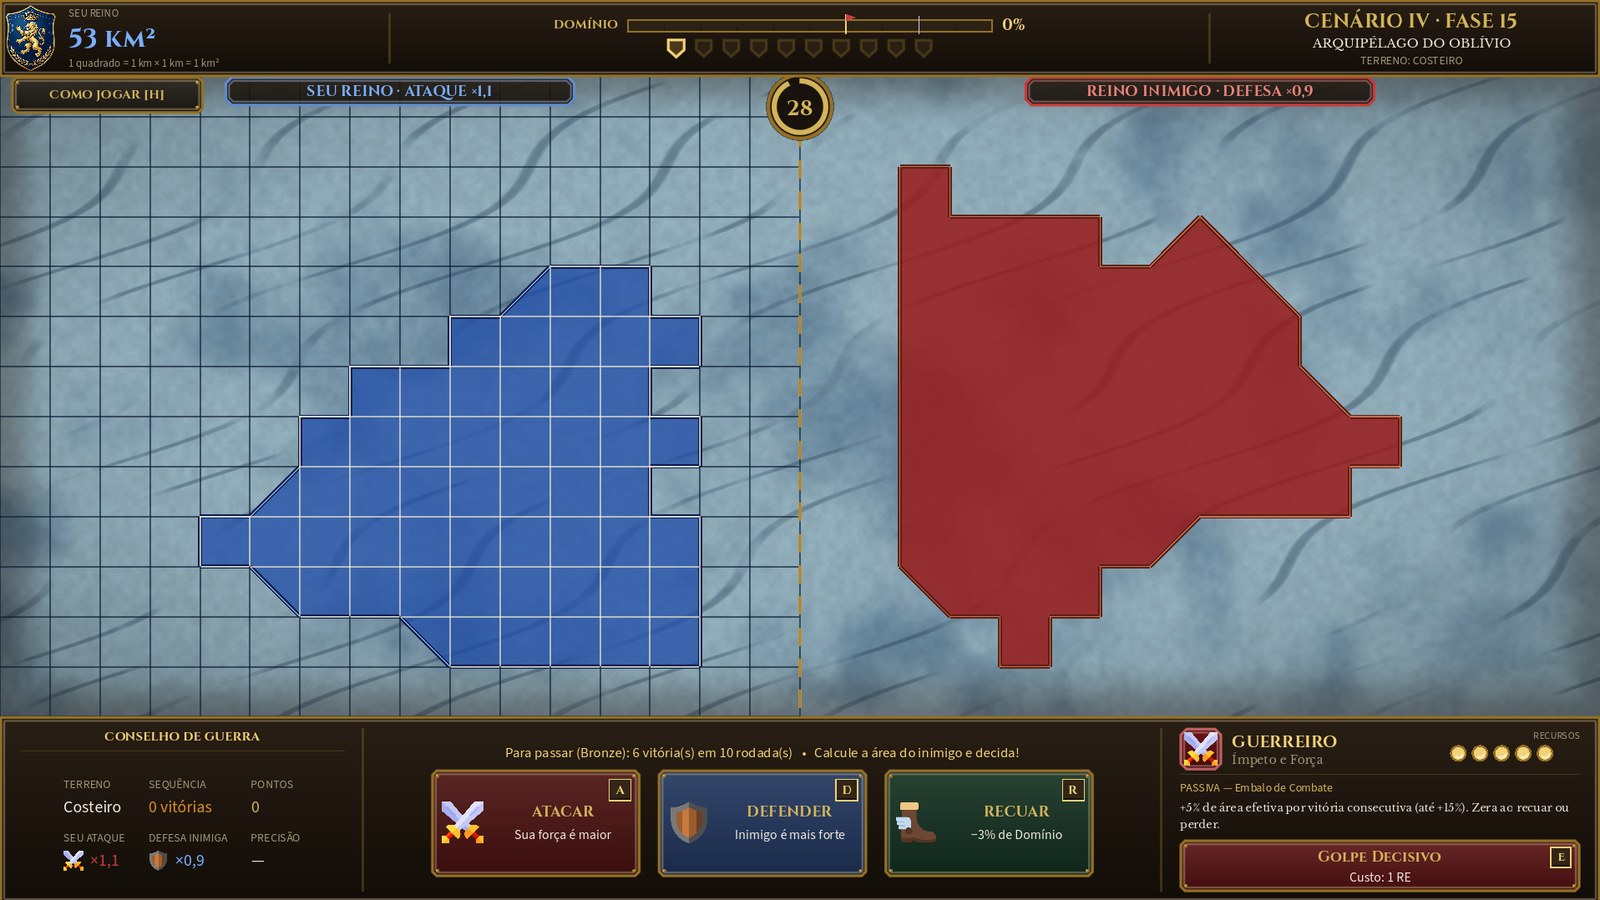 SEU REINO
53 KM²
1 quadrado = 1 km × 1 km = 1 km²
DOMÍNIO
0%
CENÁRIO IV · FASE 15
ARQUIPÉLAGO DO OBLÍVIO
TERRENO: COSTEIRO
COMO JOGAR [H]
SEU REINO · ATAQUE ×1,1
28
REINO INIMIGO · DEFESA ×0,9
CONSELHO DE GUERRA
TERRENO
SEQUÊNCIA
PONTOS
Costeiro
0 vitórias
0
SEU ATAQUE
DEFESA INIMIGA
PRECISÃO
×1,1
×0,9
—
Para passar (Bronze): 6 vitória(s) em 10 rodada(s) • Calcule a área do inimigo e decida!
A
ATACAR
Sua força é maior
D
DEFENDER
Inimigo é mais forte
R
RECUAR
−3% de Domínio
GUERREIRO
Ímpeto e Força
RECURSOS
PASSIVA — Embalo de Combate
+5% de área efetiva por vitória consecutiva (até +15%). Zera ao recuar ou
perder.
GOLPE DECISIVO
E
Custo: 1 RE